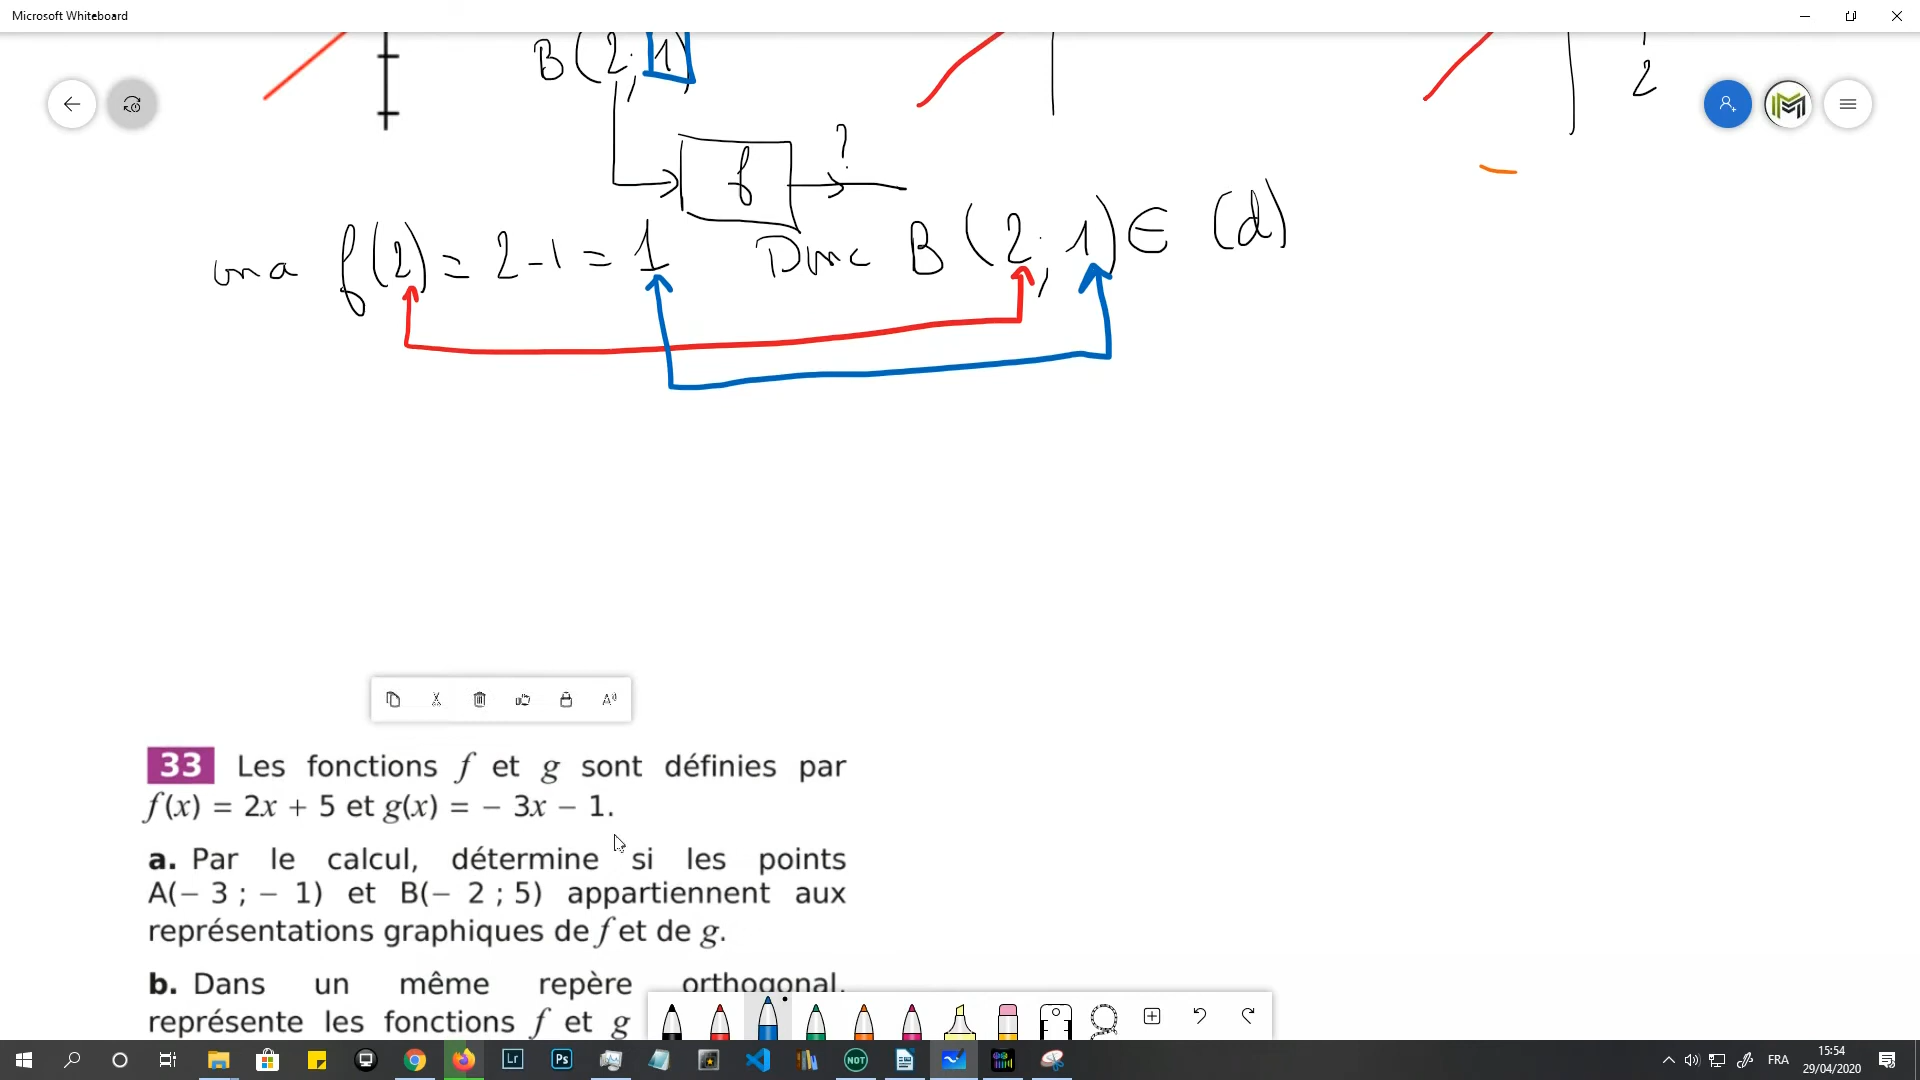 Microsoft Whiteboard
B(2; 1)
2
f
?
on a f(2) = 2-1 = 1 Donc B(2; 1) ∈ (d)
33 Les fonctions f et g sont définies par
f(x) = 2x + 5 et g(x) = − 3x − 1.
a. Par le calcul, détermine si les points
A(− 3 ; − 1) et B(− 2 ; 5) appartiennent aux
représentations graphiques de f et de g.
b. Dans un même repère orthogonal,
représente les fonctions f et g
Lr
Ps
NOT
FRA
15:54
29/04/2020